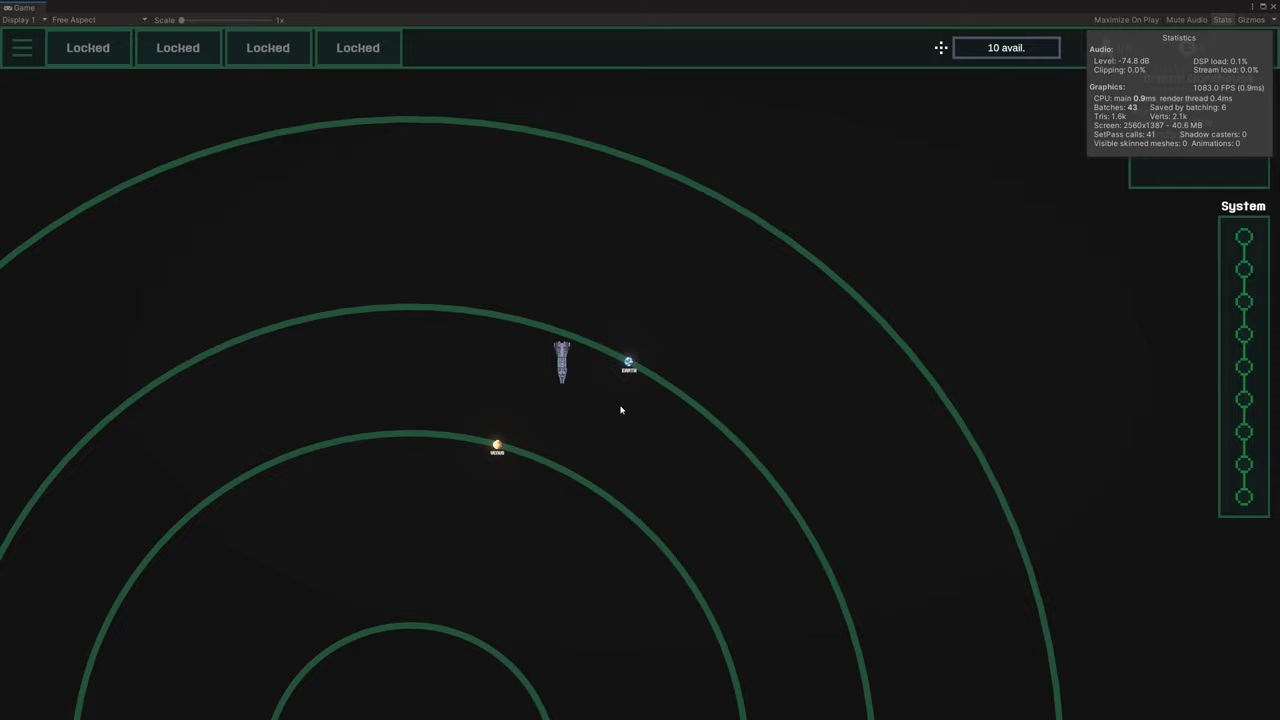 Game
Display 1 Free Aspect Scale 1x Maximize On Play Mute Audio Stats Gizmos
Locked Locked Locked Locked 10 avail.
Statistics
Audio:
Level: -74.8 dB DSP load: 0.1%
Clipping: 0.0% Stream load: 0.0%
Graphics: 1083.0 FPS (0.9ms)
CPU: main 0.9ms render thread 0.4ms
Batches: 43 Saved by batching: 6
Tris: 1.6k Verts: 2.1k
Screen: 2560x1387 - 40.6 MB
SetPass calls: 41 Shadow casters: 0
Visible skinned meshes: 0 Animations: 0
System
EARTH
VENUS